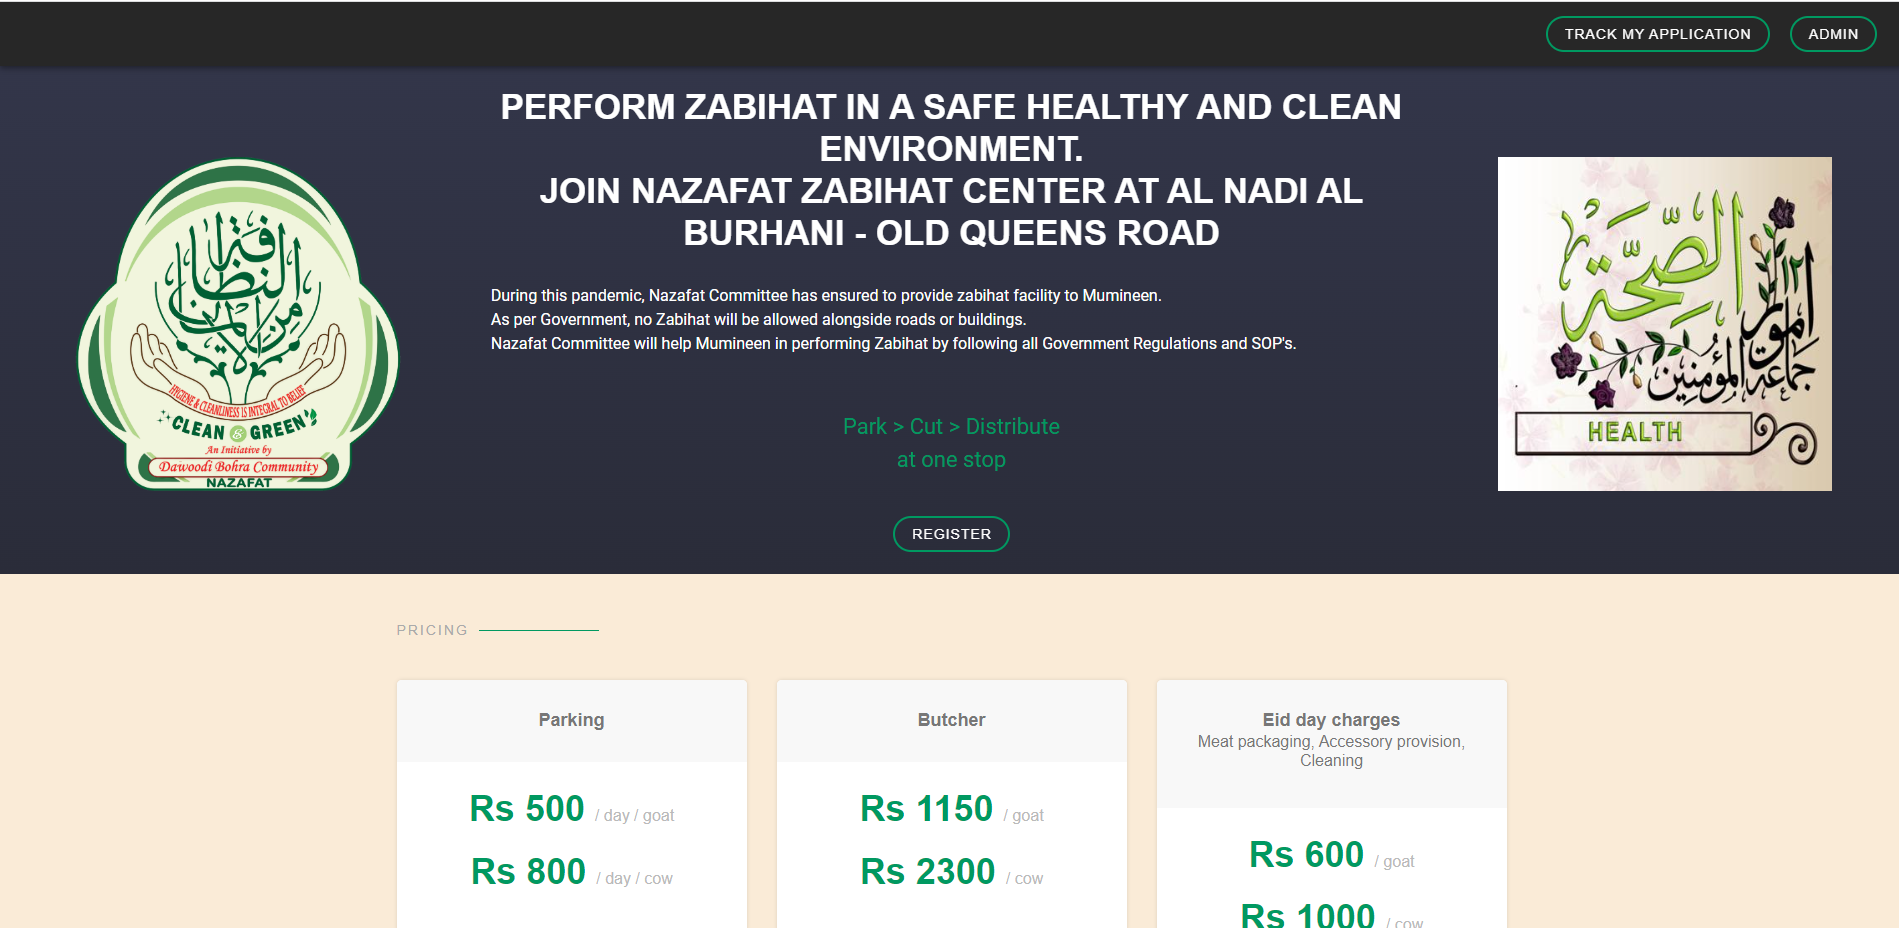 TRACK MY APPLICATION
ADMIN
PERFORM ZABIHAT IN A SAFE HEALTHY AND CLEAN
ENVIRONMENT.
JOIN NAZAFAT ZABIHAT CENTER AT AL NADI AL
BURHANI - OLD QUEENS ROAD
النظافة
من الإيمان
HYGIENE & CLEANLINESS IS INTEGRAL TO BELIEF
CLEAN & GREEN
An Initiative by
Dawoodi Bohra Community
NAZAFAT
During this pandemic, Nazafat Committee has ensured to provide zabihat facility to Mumineen.
As per Government, no Zabihat will be allowed alongside roads or buildings.
Nazafat Committee will help Mumineen in performing Zabihat by following all Government Regulations and SOP's.
Park > Cut > Distribute
at one stop
REGISTER
الصِّحَّة
امور
جماعة المؤمنين
HEALTH
PRICING
Parking
Rs 500 / day / goat
Rs 800 / day / cow
Butcher
Rs 1150 / goat
Rs 2300 / cow
Eid day charges
Meat packaging, Accessory provision,
Cleaning
Rs 600 / goat
Rs 1000 / cow